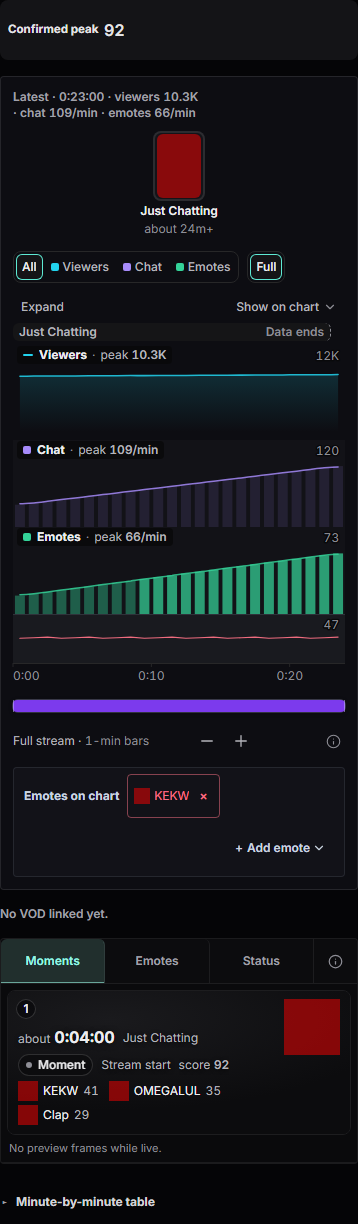 Confirmed peak 92
Latest · 0:23:00 · viewers 10.3K
· chat 109/min · emotes 66/min
Just Chatting
about 24m+
All Viewers Chat Emotes Full
Expand Show on chart
Just Chatting Data ends
Viewers · peak 10.3K 12K
Chat · peak 109/min 120
Emotes · peak 66/min 73
47
0:00 0:10 0:20
Full stream · 1-min bars − +
Emotes on chart KEKW ×
+ Add emote
No VOD linked yet.
Moments Emotes Status
1
about 0:04:00 Just Chatting
Moment Stream start score 92
KEKW 41 OMEGALUL 35
Clap 29
No preview frames while live.
Minute-by-minute table